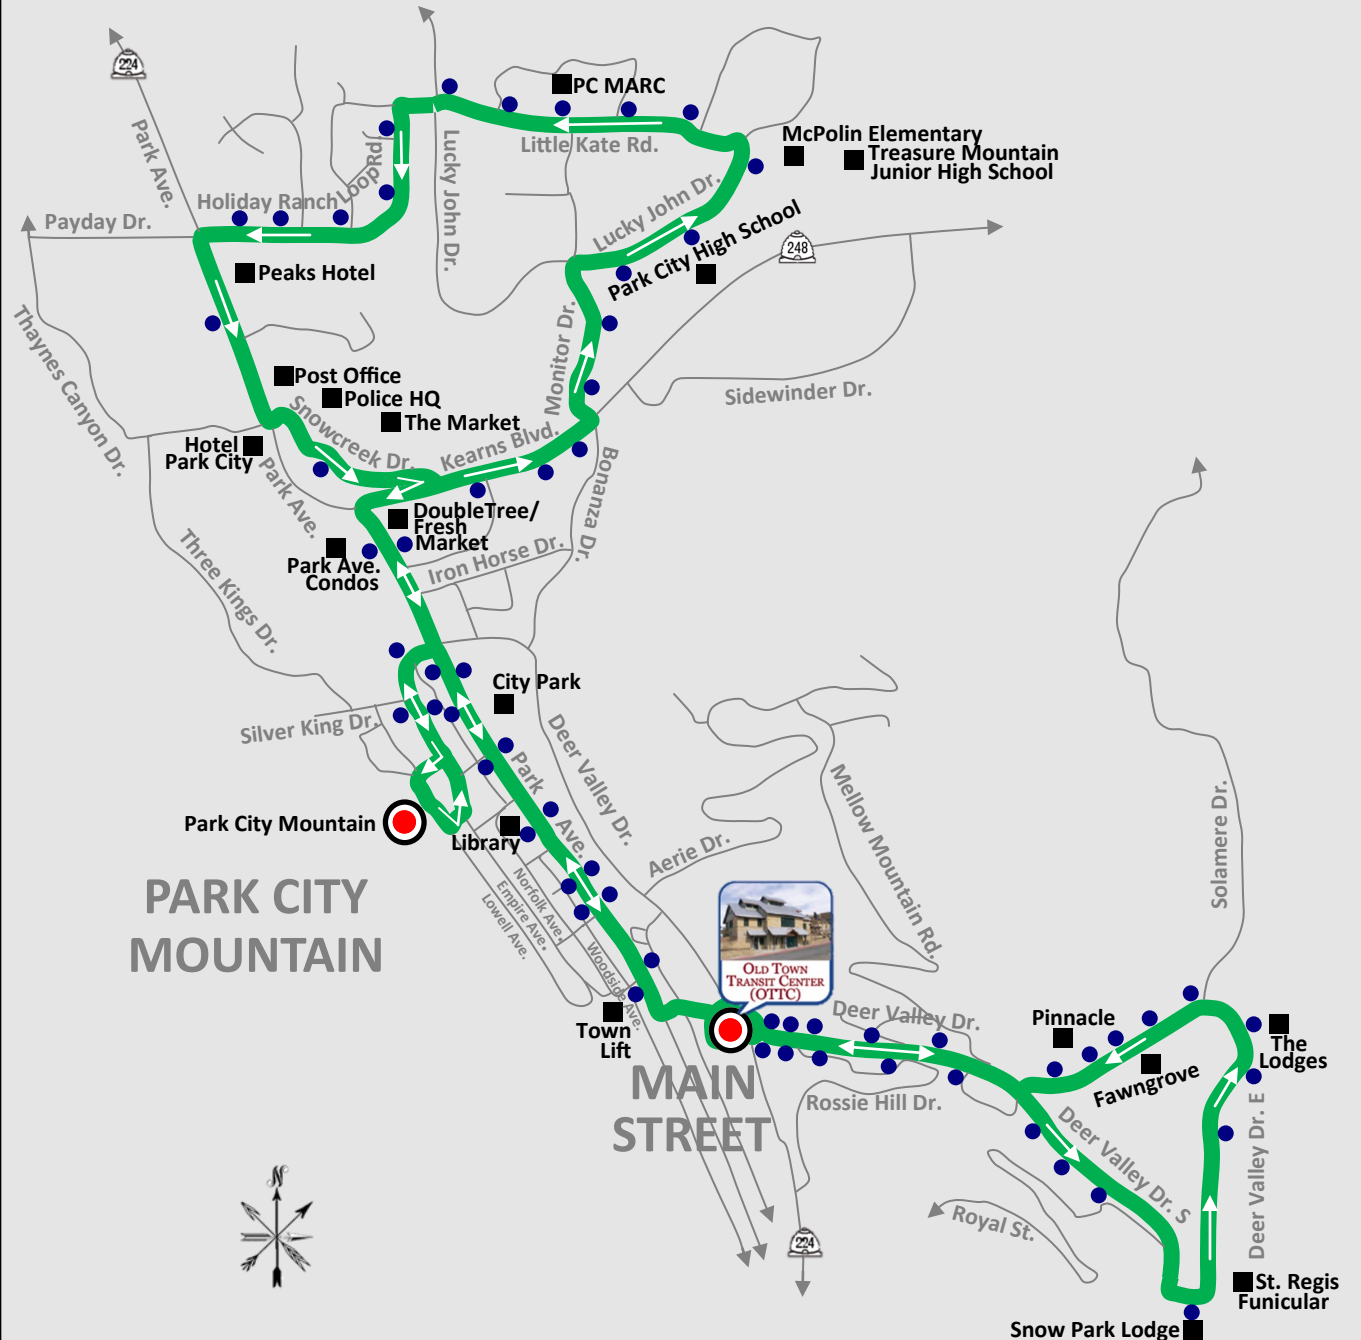 224
PC MARC
McPolin Elementary
Treasure Mountain
Junior High School
Park Ave.
Little Kate Rd.
Loop Rd.
Lucky John Dr.
Lucky John Dr.
Holiday Ranch
Payday Dr.
Park City High School
248
Peaks Hotel
Thaynes Canyon Dr.
Monitor Dr.
Post Office
Police HQ
The Market
Sidewinder Dr.
Snowcreek Dr.
Kearns Blvd.
Hotel
Park City
Park Ave.
Bonanza Dr.
DoubleTree/
Fresh
Market
Park Ave.
Condos
Iron Horse Dr.
Three Kings Dr.
City Park
Silver King Dr.
Deer Valley Dr.
Park
Ave.
Mellow Mountain Rd.
Solamere Dr.
Park City Mountain
Library
Aerie Dr.
PARK CITY
MOUNTAIN
Norfolk Ave.
Empire Ave.
Lowell Ave.
Woodside Ave.
OLD TOWN
TRANSIT CENTER
(OTTC)
Deer Valley Dr.
Town
Lift
Pinnacle
The
Lodges
Fawngrove
MAIN
STREET
Rossie Hill Dr.
Deer Valley Dr. S
Deer Valley Dr. E
Royal St.
N
224
St. Regis
Funicular
Snow Park Lodge